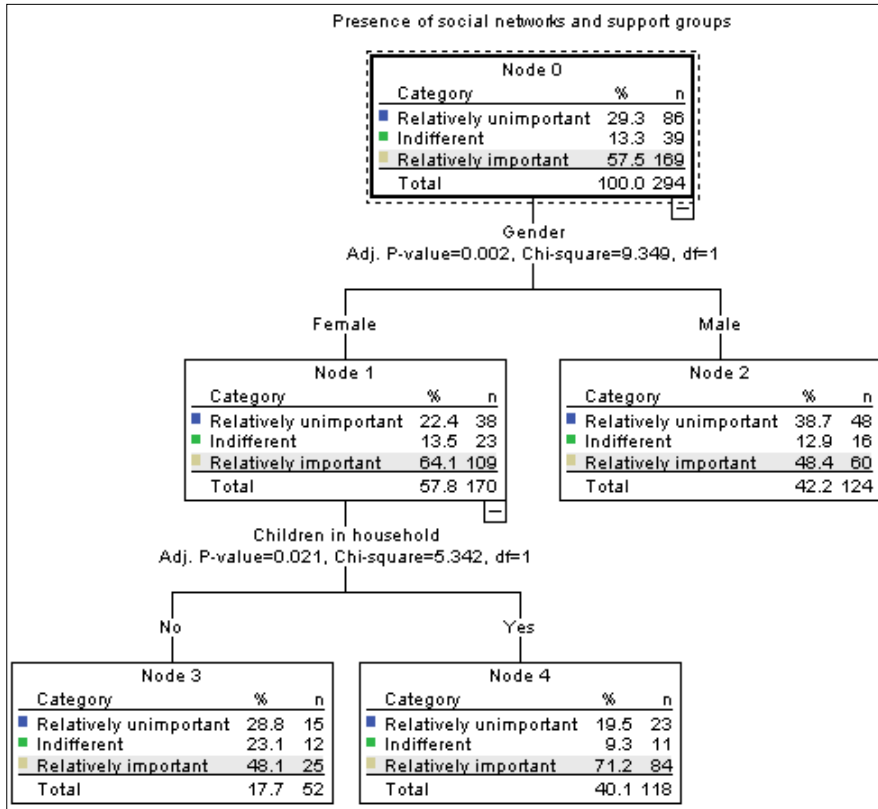 Presence of social networks and support groups
Node 0
Category % n
Relatively unimportant 29.3 86
Indifferent 13.3 39
Relatively important 57.5 169
Total 100.0 294
Gender
Adj. P-value=0.002, Chi-square=9.349, df=1
Female Male
Node 1
Category % n
Relatively unimportant 22.4 38
Indifferent 13.5 23
Relatively important 64.1 109
Total 57.8 170
Node 2
Category % n
Relatively unimportant 38.7 48
Indifferent 12.9 16
Relatively important 48.4 60
Total 42.2 124
Children in household
Adj. P-value=0.021, Chi-square=5.342, df=1
No Yes
Node 3
Category % n
Relatively unimportant 28.8 15
Indifferent 23.1 12
Relatively important 48.1 25
Total 17.7 52
Node 4
Category % n
Relatively unimportant 19.5 23
Indifferent 9.3 11
Relatively important 71.2 84
Total 40.1 118